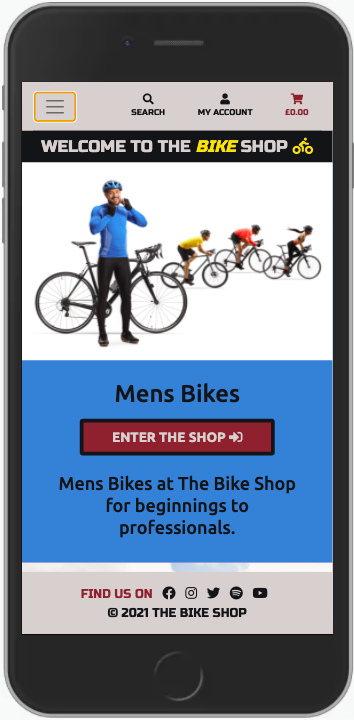 SEARCH MY ACCOUNT £0.00
WELCOME TO THE BIKE SHOP
Mens Bikes
ENTER THE SHOP
Mens Bikes at The Bike Shop
for beginnings to
professionals.
FIND US ON
© 2021 THE BIKE SHOP